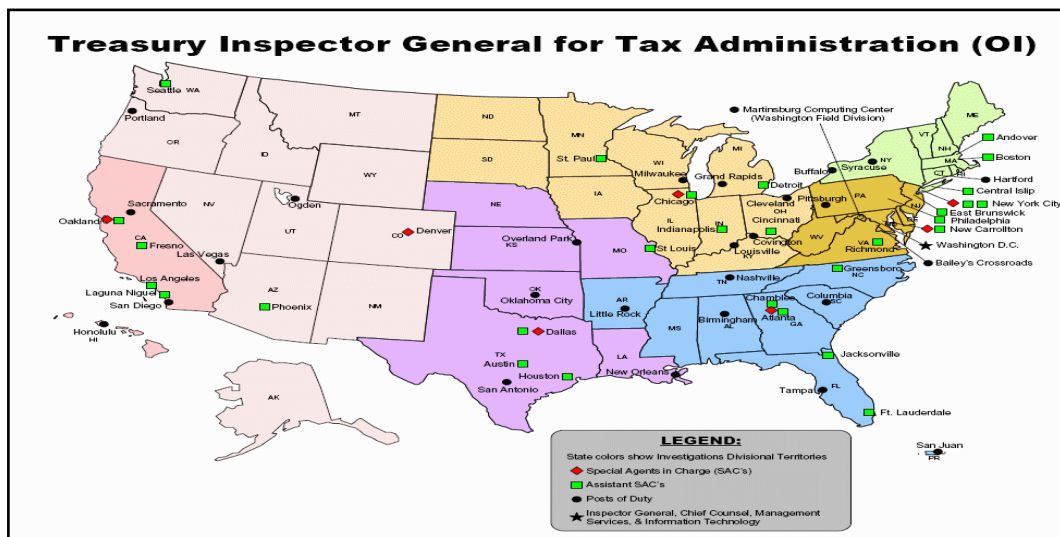 Treasury Inspector General for Tax Administration (OI)
Seattle
WA
Portland
OR
MT
ID
WY
NV
UT
Ogden
Sacramento
Oakland
CA
Fresno
Las Vegas
Los Angeles
Laguna Niguel
San Diego
Honolulu
HI
AK
AZ
Phoenix
NM
CO
Denver
ND
SD
MN
St. Paul
WI
Milwaukee
IA
MI
Grand Rapids
Detroit
Chicago
IL
IN
Indianapolis
Cleveland
OH
Cincinnati
Covington
Louisville
KY
NE
Overland Park
KS
MO
St Louis
OK
Oklahoma City
TX
Dallas
Austin
Houston
San Antonio
LA
New Orleans
AR
Little Rock
Nashville
TN
MS
Birmingham
AL
Chamblee
Atlanta
GA
Columbia
SC
Greensboro
NC
Jacksonville
FL
Tampa
Ft. Lauderdale
San Juan
PR
Martinsburg Computing Center
(Washington Field Division)
ME
VT
NH
MA
CT
RI
NY
Syracuse
Buffalo
Pittsburgh
PA
NJ
DE
WV
VA
Richmond
Andover
Boston
Hartford
Central Islip
New York City
East Brunswick
Philadelphia
New Carrollton
Washington D.C.
Bailey's Crossroads
LEGEND:
State colors show Investigations Divisional Territories
Special Agents in Charge (SAC's)
Assistant SAC's
Posts of Duty
Inspector General, Chief Counsel, Management
Services, & Information Technology